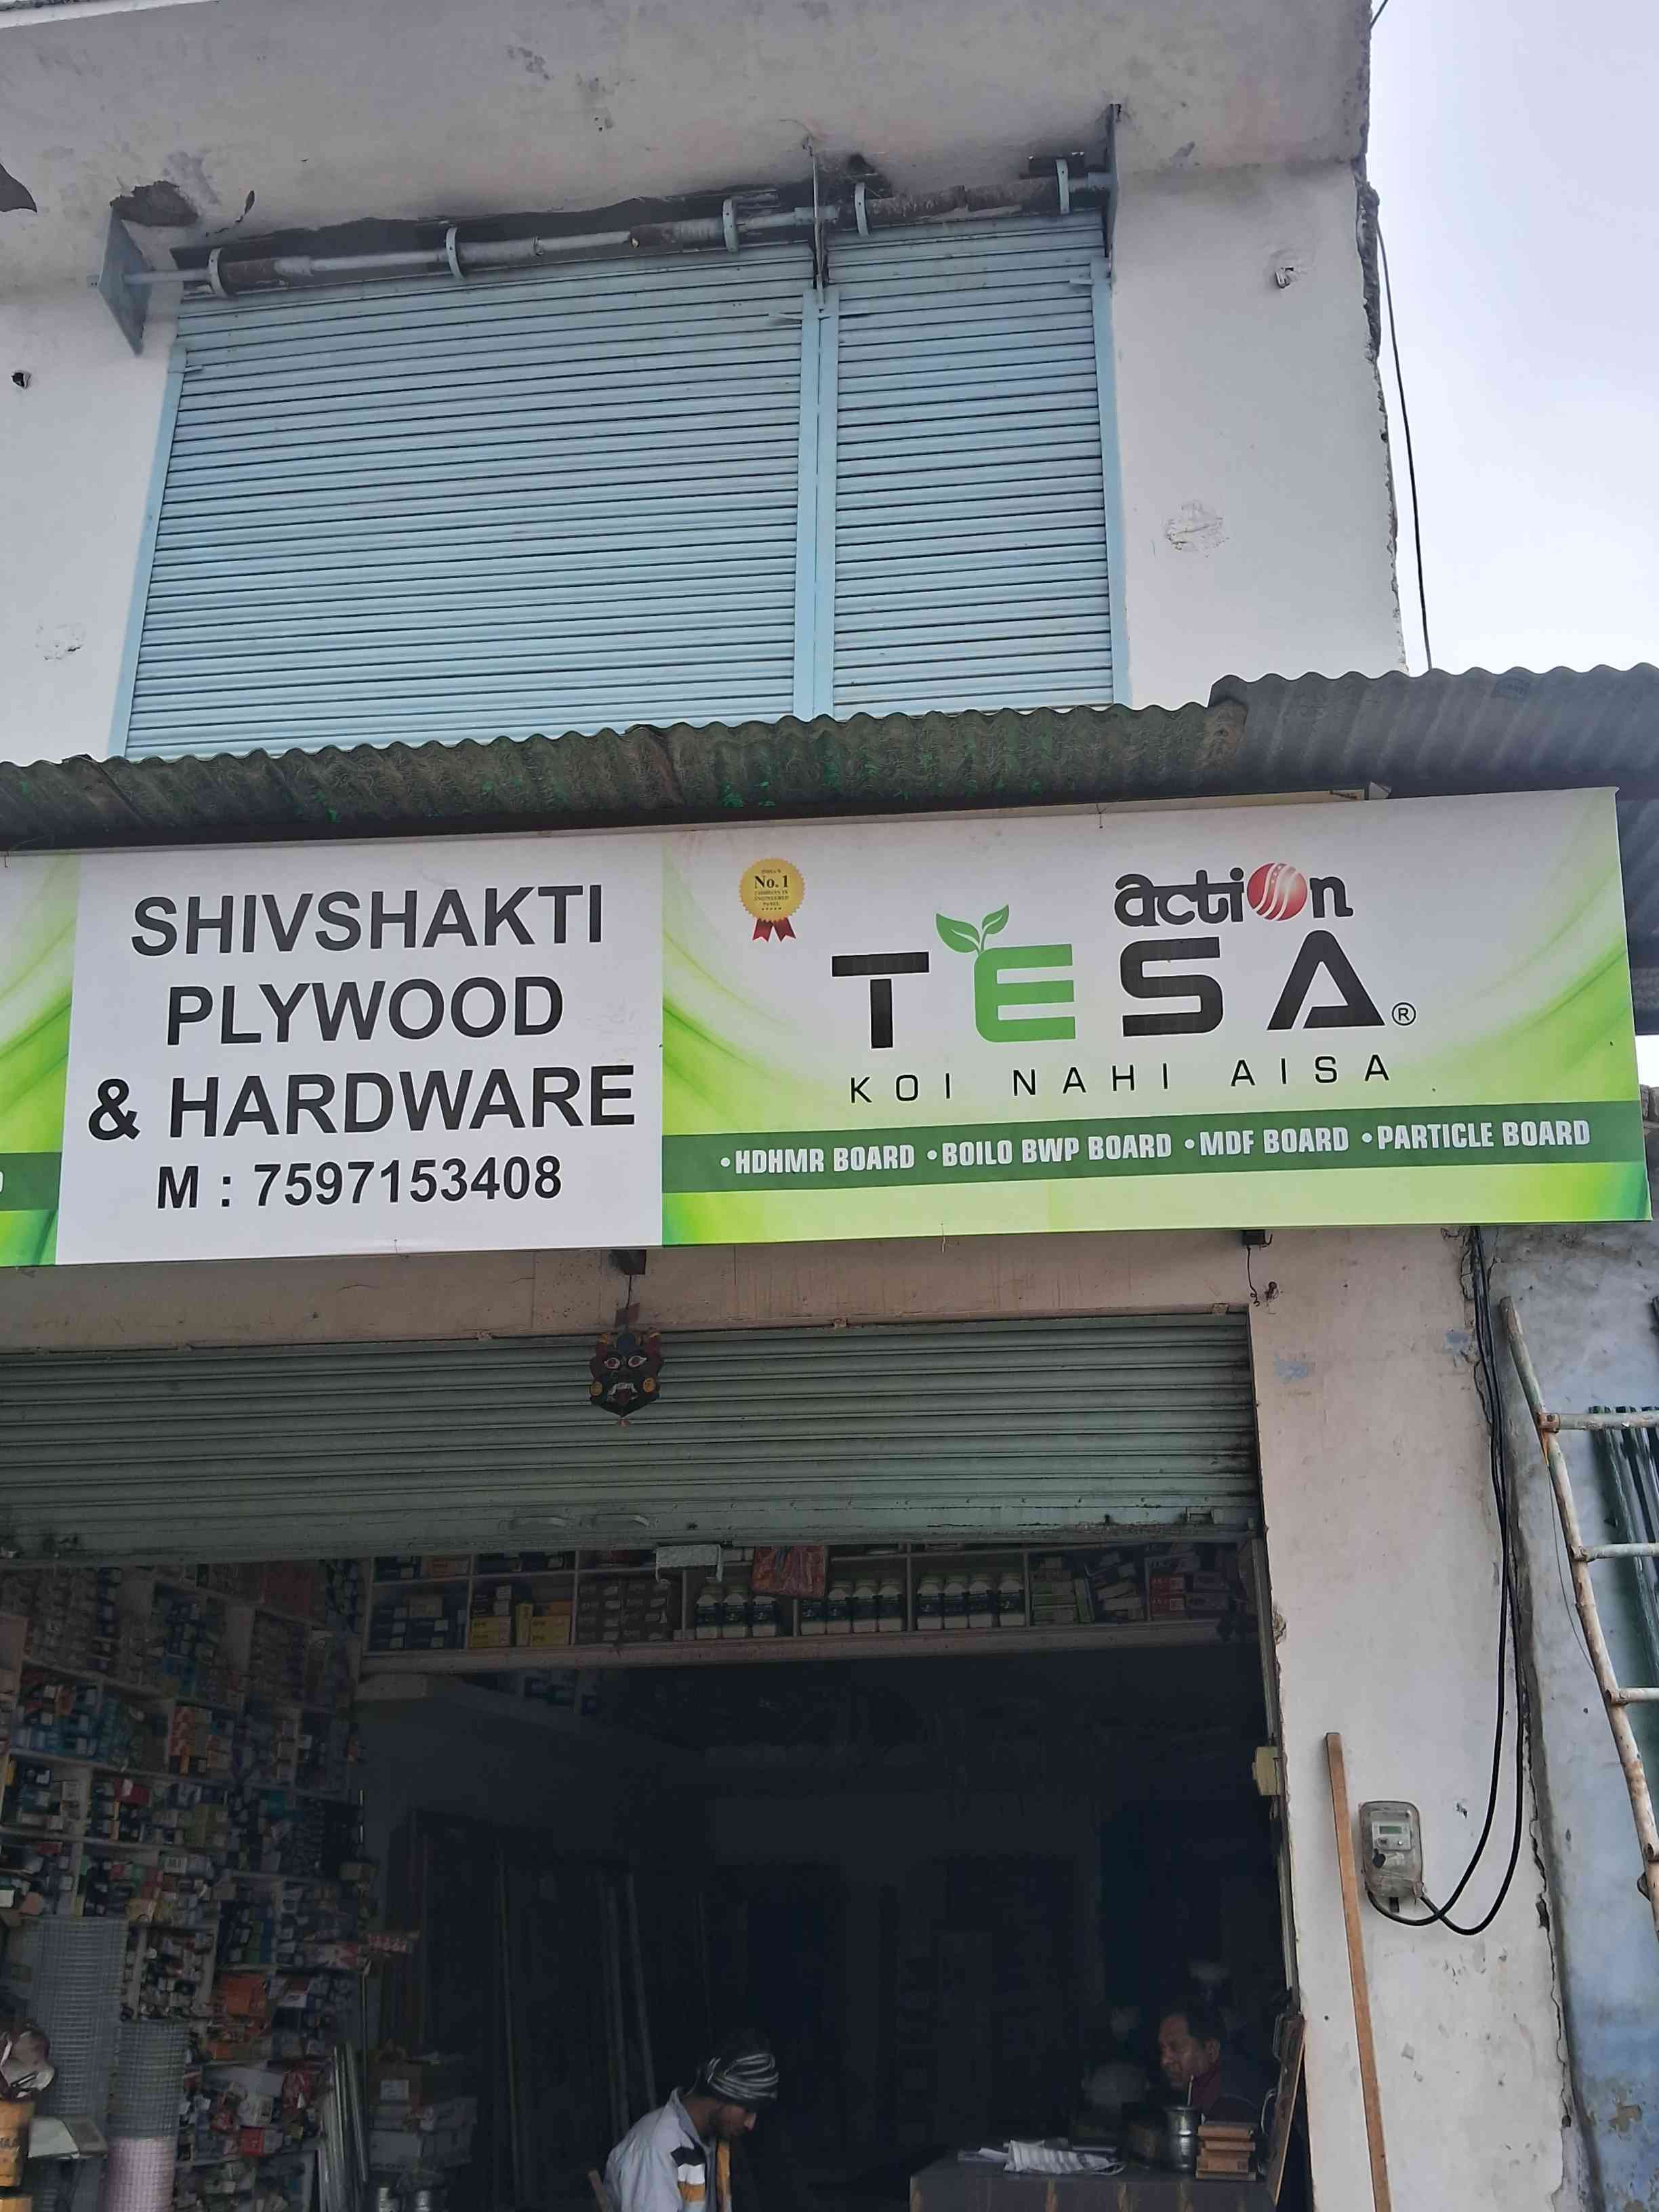 SHIVSHAKTI
PLYWOOD
& HARDWARE
M : 7597153408
No. 1
action
TESA®
KOI NAHI AISA
• HDHMR BOARD • BOILO BWP BOARD • MDF BOARD • PARTICLE BOARD